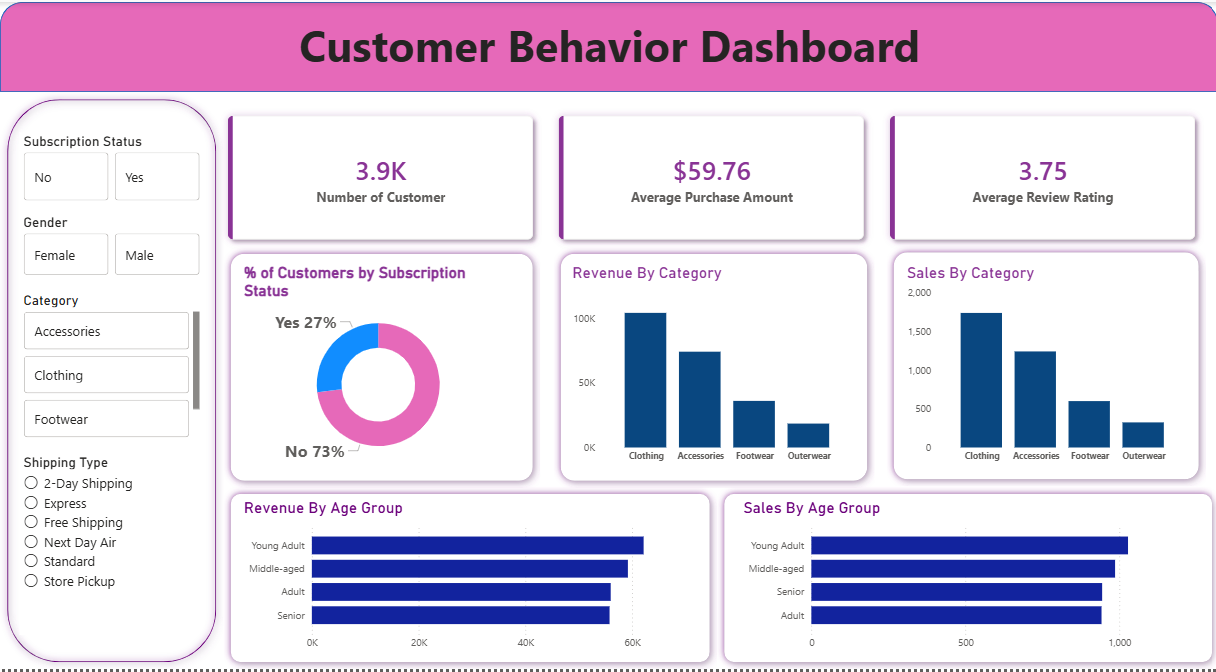 Customer Behavior Dashboard
Subscription Status
No
Yes
Gender
Female
Male
Category
Accessories
Clothing
Footwear
Shipping Type
2-Day Shipping
Express
Free Shipping
Next Day Air
Standard
Store Pickup
3.9K
Number of Customer
$59.76
Average Purchase Amount
3.75
Average Review Rating
% of Customers by Subscription
Status
Yes 27%
No 73%
Revenue By Category
100K
50K
0K
Clothing
Accessories
Footwear
Outerwear
Sales By Category
2,000
1,500
1,000
500
0
Clothing
Accessories
Footwear
Outerwear
Revenue By Age Group
Young Adult
Middle-aged
Adult
Senior
0K
20K
40K
60K
Sales By Age Group
Young Adult
Middle-aged
Senior
Adult
0
500
1,000